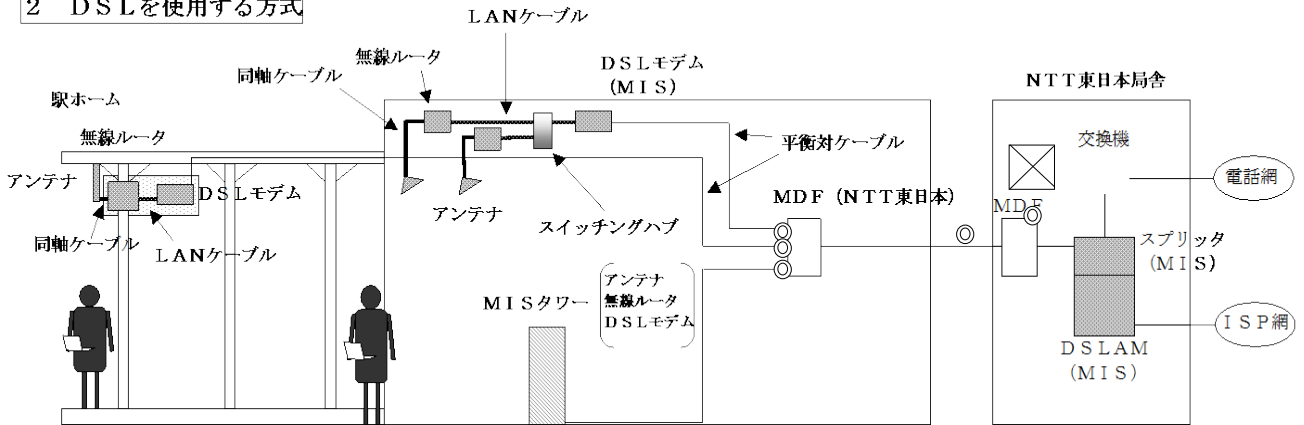 2　DSLを使用する方式
LANケーブル
無線ルータ
同軸ケーブル
DSLモデム
(MIS)
NTT東日本局舎
駅ホーム
無線ルータ
平衡対ケーブル
交換機
アンテナ
DSLモデム
電話網
MDF（NTT東日本）
MDF
アンテナ
スイッチングハブ
同軸ケーブル
LANケーブル
スプリッタ
(MIS)
MISタワー
アンテナ
無線ルータ
DSLモデム
ISP網
DSLAM
(MIS)